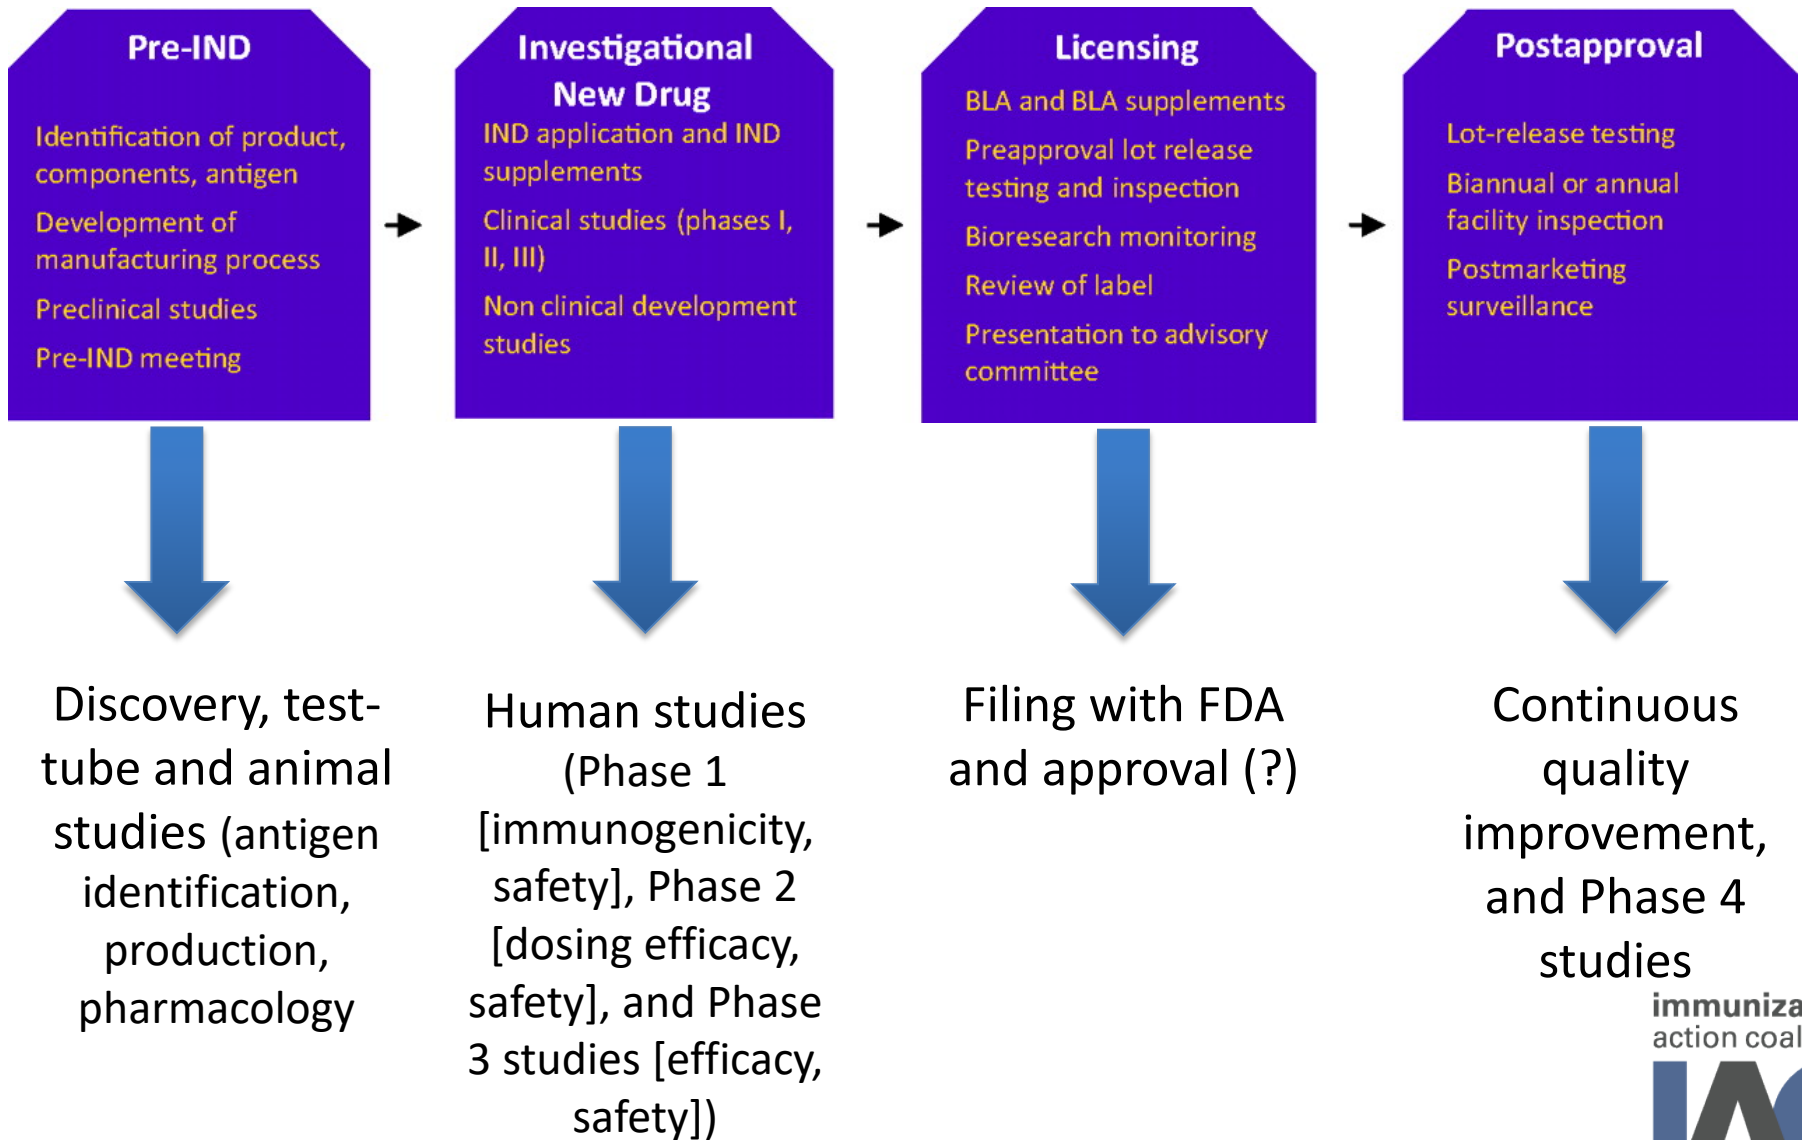 Pre-IND
Identification of product,
components, antigen
Development of
manufacturing process
Preclinical studies
Pre-IND meeting
Investigational
New Drug
IND application and IND
supplements
Clinical studies (phases I,
II, III)
Non clinical development
studies
Licensing
BLA and BLA supplements
Preapproval lot release
testing and inspection
Bioresearch monitoring
Review of label
Presentation to advisory
committee
Postapproval
Lot-release testing
Biannual or annual
facility inspection
Postmarketing
surveillance
Discovery, test-
tube and animal
studies (antigen
identification,
production,
pharmacology
Human studies
(Phase 1
[immunogenicity,
safety], Phase 2
[dosing efficacy,
safety], and Phase
3 studies [efficacy,
safety])
Filing with FDA
and approval (?)
Continuous
quality
improvement,
and Phase 4
studies
immuniza
action coal
IAC